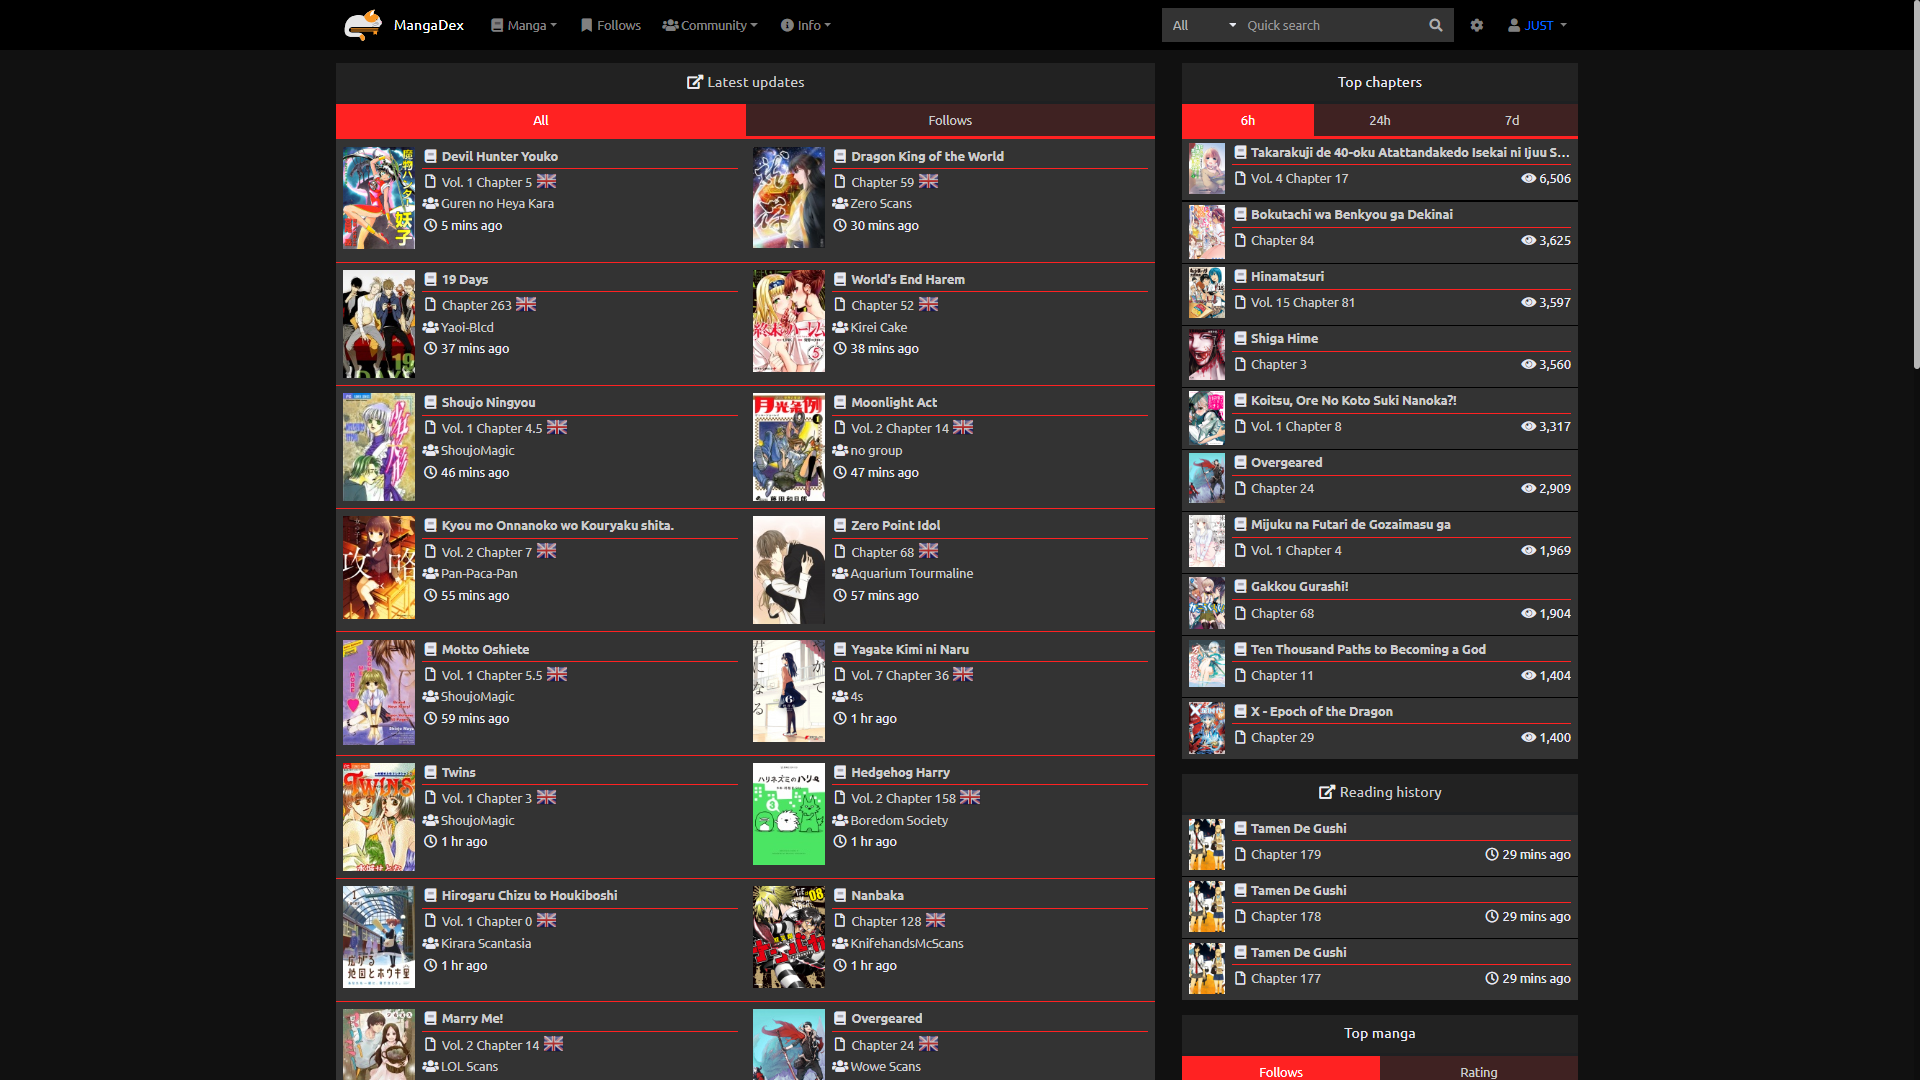 MangaDex Manga Follows Community Info All Quick search JUST
Latest updates
All Follows
Devil Hunter Youko
Vol. 1 Chapter 5
Guren no Heya Kara
5 mins ago
Dragon King of the World
Chapter 59
Zero Scans
30 mins ago
19 Days
Chapter 263
Yaoi-Blcd
37 mins ago
World's End Harem
Chapter 52
Kirei Cake
38 mins ago
Shoujo Ningyou
Vol. 1 Chapter 4.5
ShoujoMagic
46 mins ago
Moonlight Act
Vol. 2 Chapter 14
no group
47 mins ago
Kyou mo Onnanoko wo Kouryaku shita.
Vol. 2 Chapter 7
Pan-Paca-Pan
55 mins ago
Zero Point Idol
Chapter 68
Aquarium Tourmaline
57 mins ago
Motto Oshiete
Vol. 1 Chapter 5.5
ShoujoMagic
59 mins ago
Yagate Kimi ni Naru
Vol. 7 Chapter 36
4s
1 hr ago
Twins
Vol. 1 Chapter 3
ShoujoMagic
1 hr ago
Hedgehog Harry
Vol. 2 Chapter 158
Boredom Society
1 hr ago
Hirogaru Chizu to Houkiboshi
Vol. 1 Chapter 0
Kirara Scantasia
1 hr ago
Nanbaka
Chapter 128
KnifehandsMcScans
1 hr ago
Marry Me!
Vol. 2 Chapter 14
LOL Scans
Overgeared
Chapter 24
Wowe Scans
Top chapters
6h 24h 7d
Takarakuji de 40-oku Atattandakedo Isekai ni Ijuu S...
Vol. 4 Chapter 17 6,506
Bokutachi wa Benkyou ga Dekinai
Chapter 84 3,625
Hinamatsuri
Vol. 15 Chapter 81 3,597
Shiga Hime
Chapter 3 3,560
Koitsu, Ore No Koto Suki Nanoka?!
Vol. 1 Chapter 8 3,317
Overgeared
Chapter 24 2,909
Mijuku na Futari de Gozaimasu ga
Vol. 1 Chapter 4 1,969
Gakkou Gurashi!
Chapter 68 1,904
Ten Thousand Paths to Becoming a God
Chapter 11 1,404
X - Epoch of the Dragon
Chapter 29 1,400
Reading history
Tamen De Gushi
Chapter 179 29 mins ago
Tamen De Gushi
Chapter 178 29 mins ago
Tamen De Gushi
Chapter 177 29 mins ago
Top manga
Follows Rating